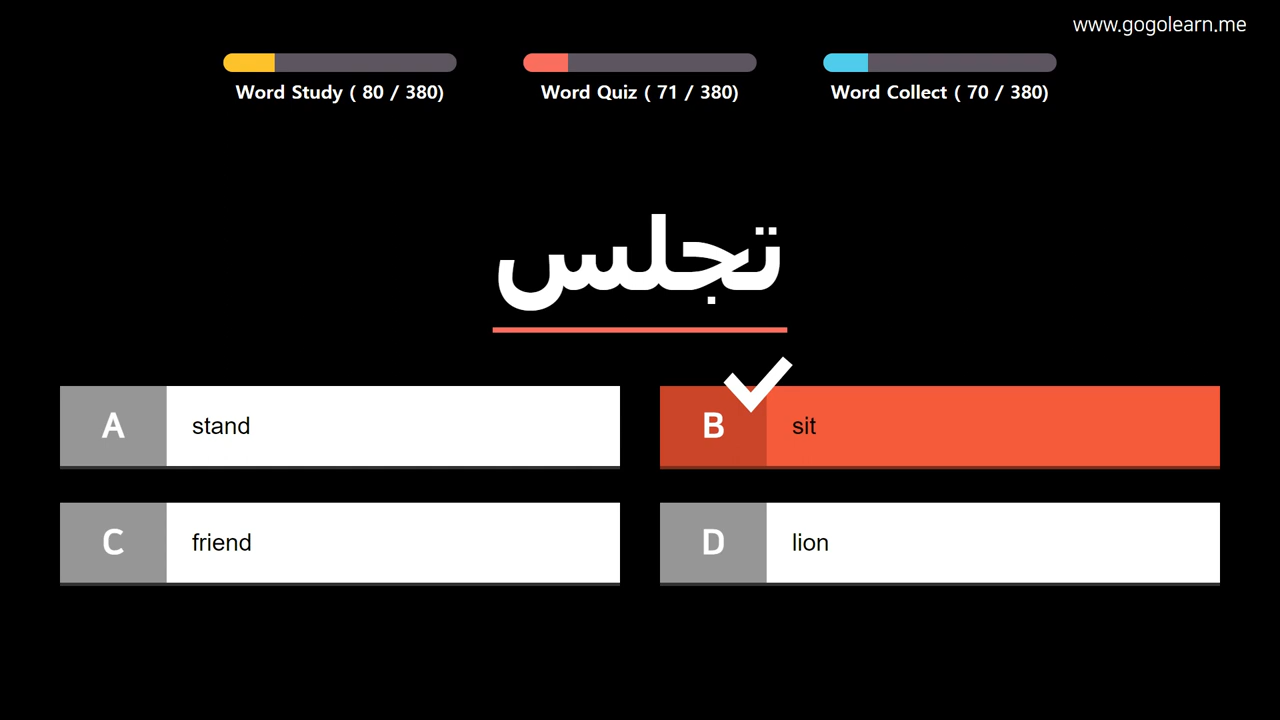 www.gogolearn.me
Word Study ( 80 / 380)
Word Quiz ( 71 / 380)
Word Collect ( 70 / 380)
تجلس
A stand
B sit
C friend
D lion